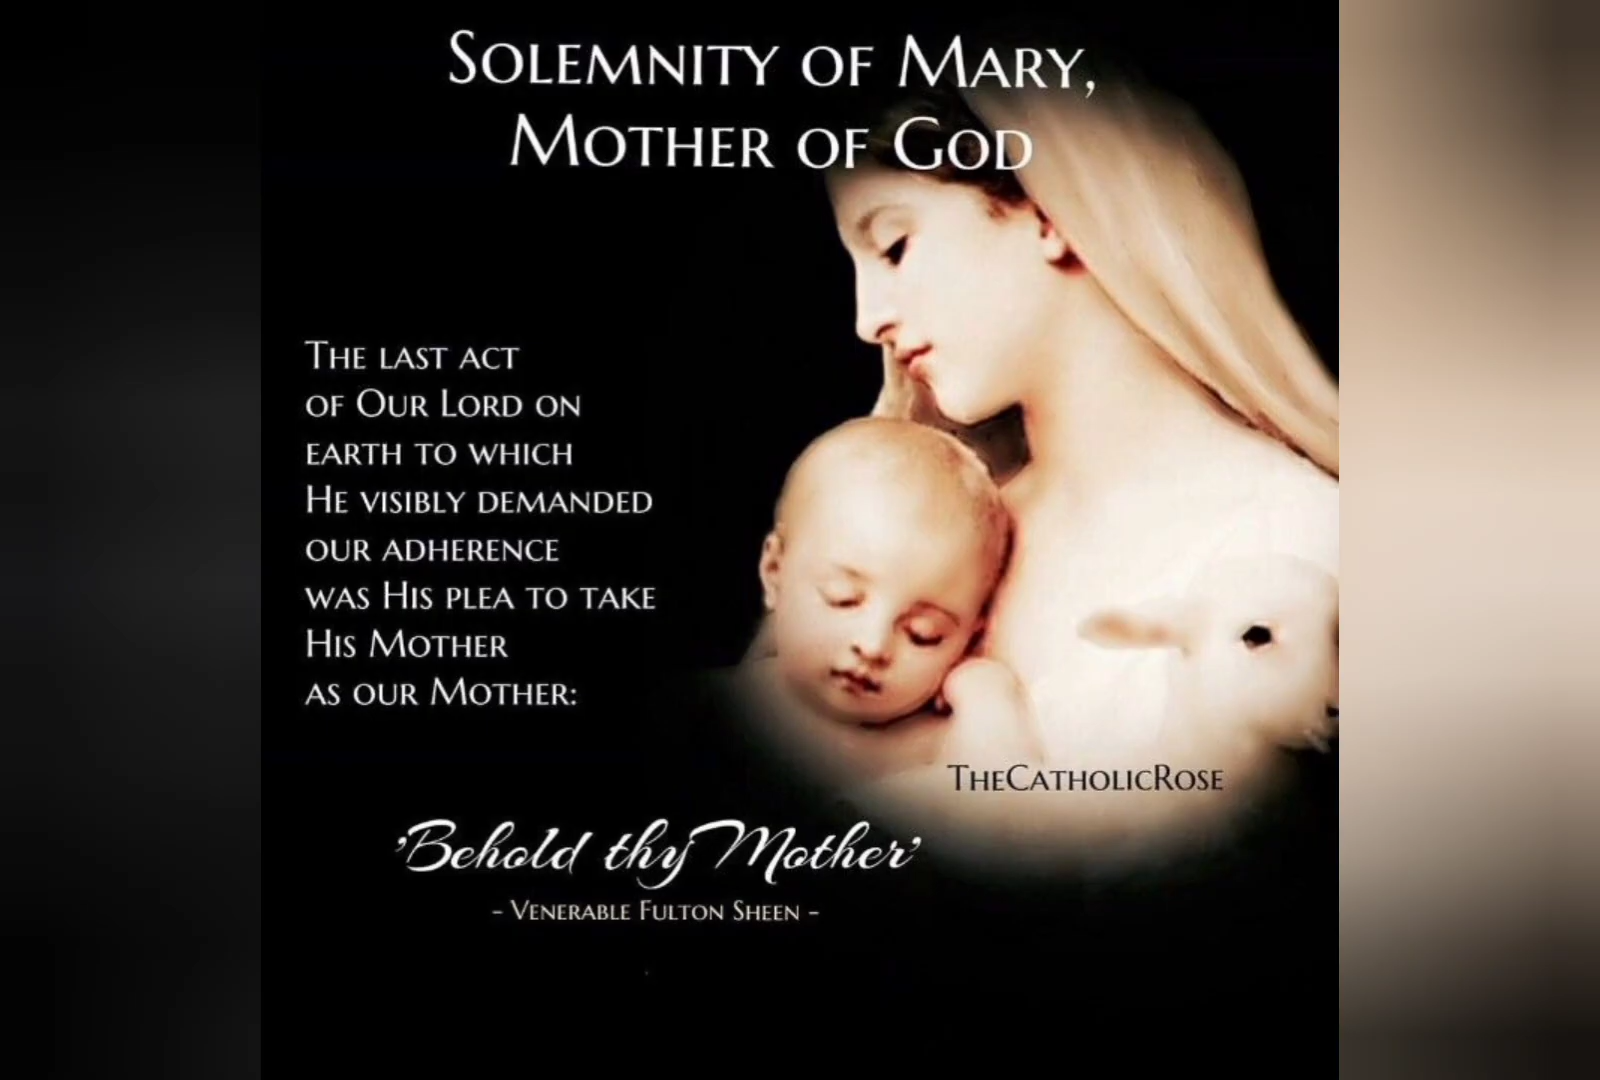 Solemnity of Mary,
Mother of God
The last act
of Our Lord on
earth to which
He visibly demanded
our adherence
was His plea to take
His Mother
as our Mother:
TheCatholicRose
'Behold thy Mother'
- Venerable Fulton Sheen -